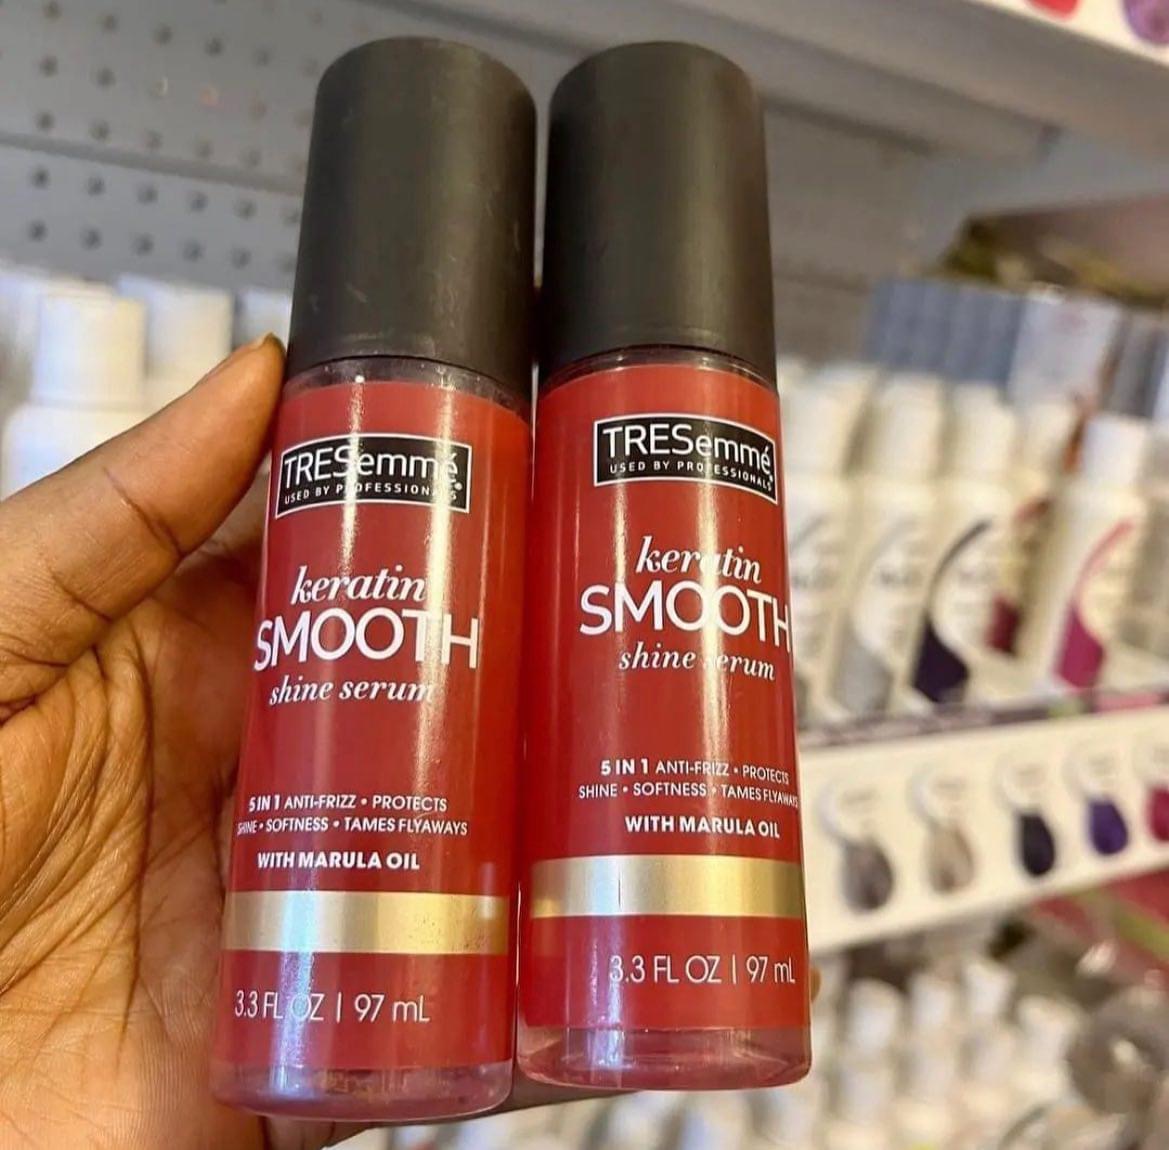 TRESemmé
USED BY PROFESSIONALS
keratin
SMOOTH
shine serum
5 IN 1 ANTI-FRIZZ • PROTECTS
SHINE • SOFTNESS • TAMES FLYAWAYS
WITH MARULA OIL
3.3 FL OZ | 97 mL
TRESemmé
USED BY PROFESSIONALS
keratin
SMOOTH
shine serum
5 IN 1 ANTI-FRIZZ • PROTECTS
SHINE • SOFTNESS • TAMES FLYAWAYS
WITH MARULA OIL
3.3 FL OZ | 97 mL